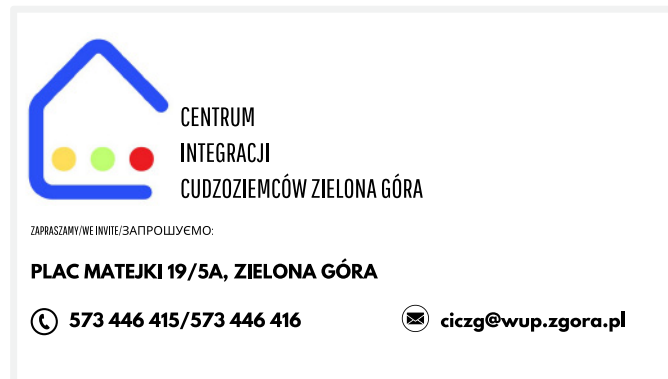 CENTRUM
INTEGRACJI
CUDZOZIEMCÓW ZIELONA GÓRA
ZAPRASZAMY/WE INVITE/ЗАПРОШУЄМО:
PLAC MATEJKI 19/5A, ZIELONA GÓRA
573 446 415/573 446 416
ciczg@wup.zgora.pl